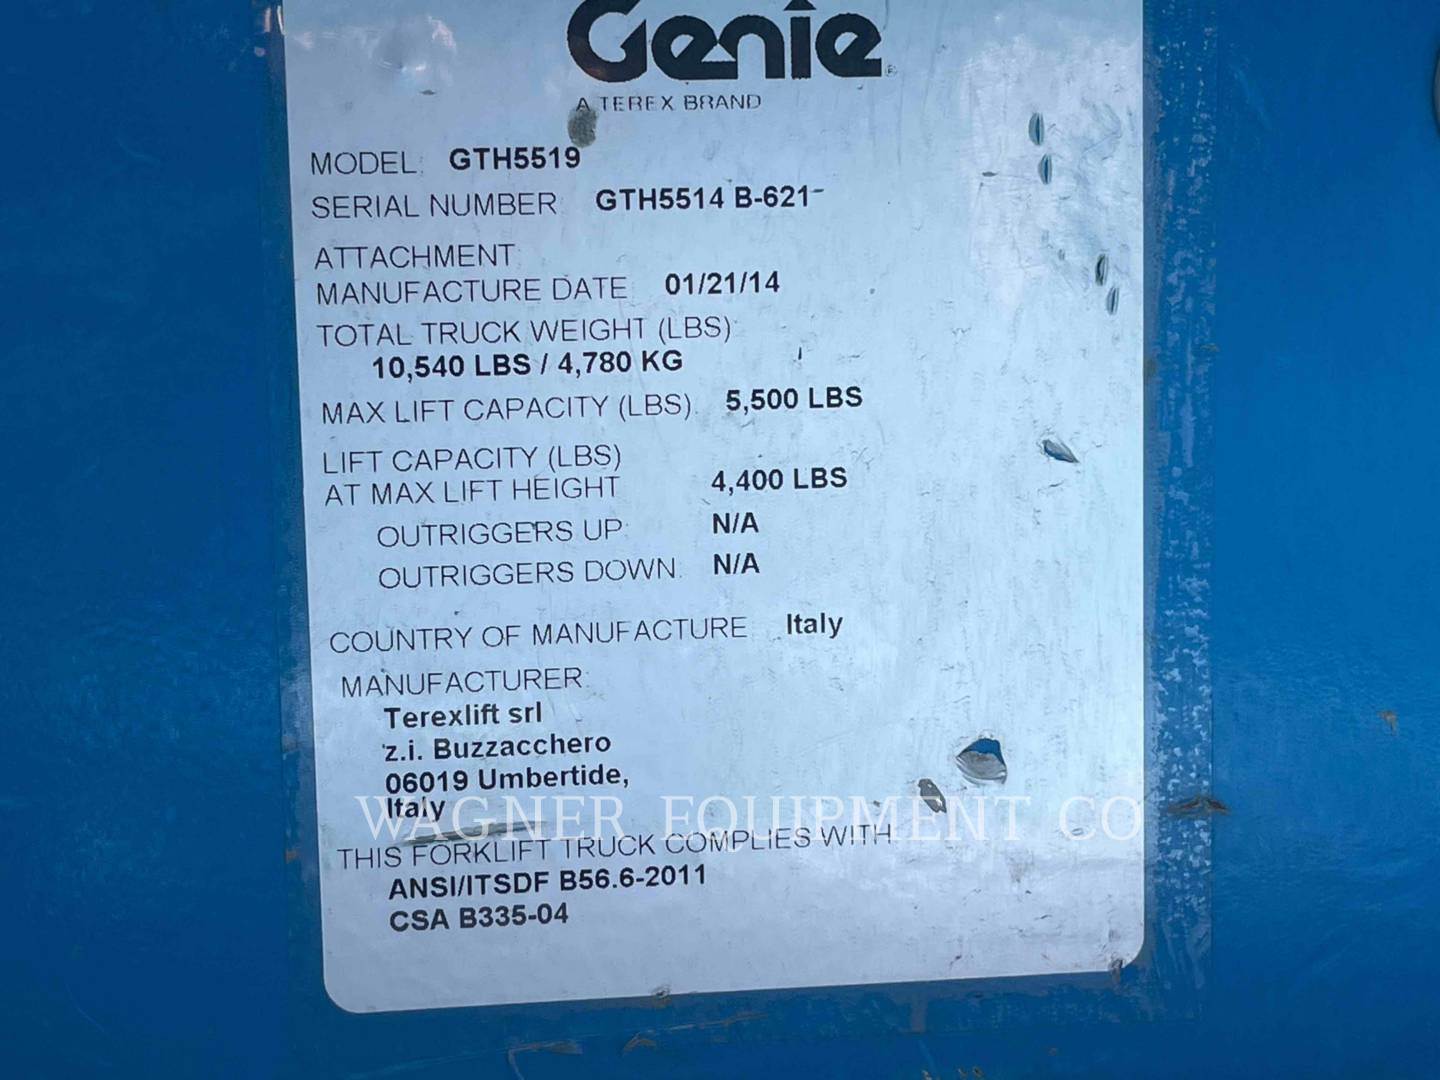 Genie®
A TEREX BRAND
MODEL: GTH5519
SERIAL NUMBER: GTH5514 B-621-
ATTACHMENT:
MANUFACTURE DATE: 01/21/14
TOTAL TRUCK WEIGHT (LBS):
10,540 LBS / 4,780 KG
MAX LIFT CAPACITY (LBS): 5,500 LBS
LIFT CAPACITY (LBS)
AT MAX LIFT HEIGHT 4,400 LBS
OUTRIGGERS UP: N/A
OUTRIGGERS DOWN: N/A
COUNTRY OF MANUFACTURE: Italy
MANUFACTURER:
Terexlift srl
z.i. Buzzacchero
06019 Umbertide,
Italy
WAGNER EQUIPMENT CO
THIS FORKLIFT TRUCK COMPLIES WITH:
ANSI/ITSDF B56.6-2011
CSA B335-04